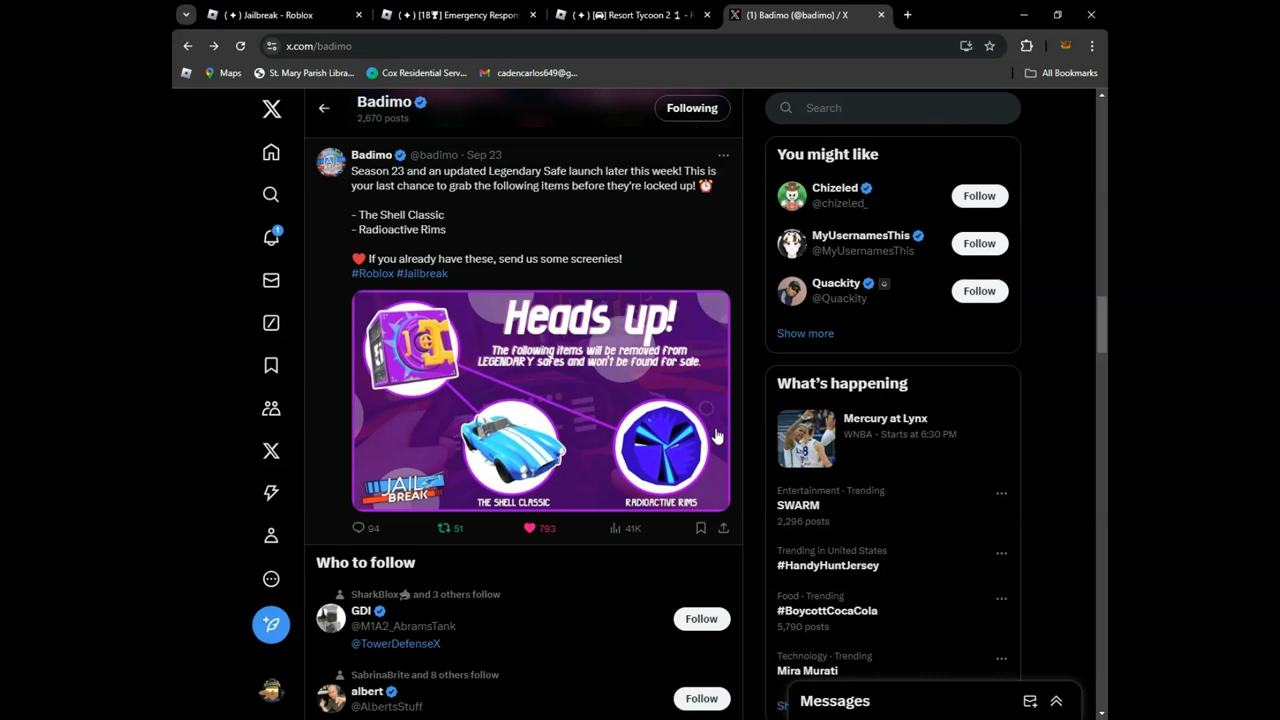 ( ✦ ) Jailbreak - Roblox
( ✦ ) [1B🏆] Emergency Respon
( ✦ ) [🚘] Resort Tycoon 2
(1) Badimo (@badimo) / X
x.com/badimo
Maps
St. Mary Parish Libra...
Cox Residential Serv...
cadencarlos649@g...
All Bookmarks
Badimo
2,670 posts
Following
Search
Badimo @badimo · Sep 23
Season 23 and an updated Legendary Safe launch later this week! This is
your last chance to grab the following items before they're locked up! ⏰
- The Shell Classic
- Radioactive Rims
❤️ If you already have these, send us some screenies!
#Roblox #Jailbreak
Heads up!
The following items will be removed from
LEGENDARY safes and won't be found for sale.
JAIL
BREAK
THE SHELL CLASSIC
RADIOACTIVE RIMS
94
51
793
41K
Who to follow
SharkBlox🦈 and 3 others follow
GDI
@M1A2_AbramsTank
@TowerDefenseX
Follow
SabrinaBrite and 8 others follow
albert
@AlbertsStuff
Follow
You might like
Chizeled
@chizeled_
Follow
MyUsernamesThis
@MyUsernamesThis
Follow
Quackity
@Quackity
Follow
Show more
What's happening
Mercury at Lynx
WNBA · Starts at 6:30 PM
Entertainment · Trending
SWARM
2,296 posts
Trending in United States
#HandyHuntJersey
Food · Trending
#BoycottCocaCola
5,790 posts
Technology · Trending
Mira Murati
Messages